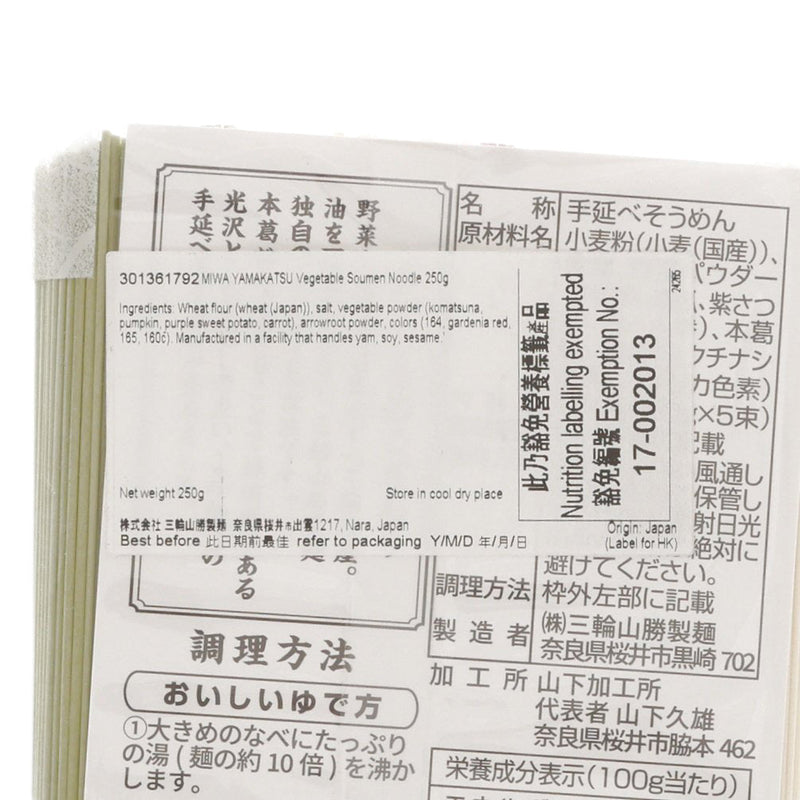 野菜
油を
独自の
本葛
光沢と
手延べ
ある
の
産。
名 称 手延べそうめん
原材料名 小麦粉(小麦(国産))、
パウダー
、紫さつ
)、本葛
クチナシ
カ色素)
×5束)
記載
風通し
保管し
射日光
絶対に
避けてください。
調理方法 枠外左部に記載
製造者 ㈱三輪山勝製麺
奈良県桜井市黒崎 702
加工所 山下加工所
代表者 山下久雄
奈良県桜井市脇本 462
栄養成分表示(100g当たり)
301361792 MIWA YAMAKATSU Vegetable Soumen Noodle 250g
Ingredients: Wheat flour (wheat (Japan)), salt, vegetable powder (komatsuna,
pumpkin, purple sweet potato, carrot), arrowroot powder, colors (164, gardenia red,
165, 160c). Manufactured in a facility that handles yam, soy, sesame.
Net weight 250g Store in cool dry place
株式会社 三輪山勝製麺 奈良県桜井市出雲1217, Nara, Japan
Best before 此日期前最佳 refer to packaging Y/M/D 年/月/日
此乃豁免營養標籤產品
Nutrition labelling exempted
豁免編號 Exemption No.:
17-002013
24265
Origin: Japan
(Label for HK)
調理方法
おいしいゆで方
①大きめのなべにたっぷり
の湯(麺の約10倍)を沸か
します。